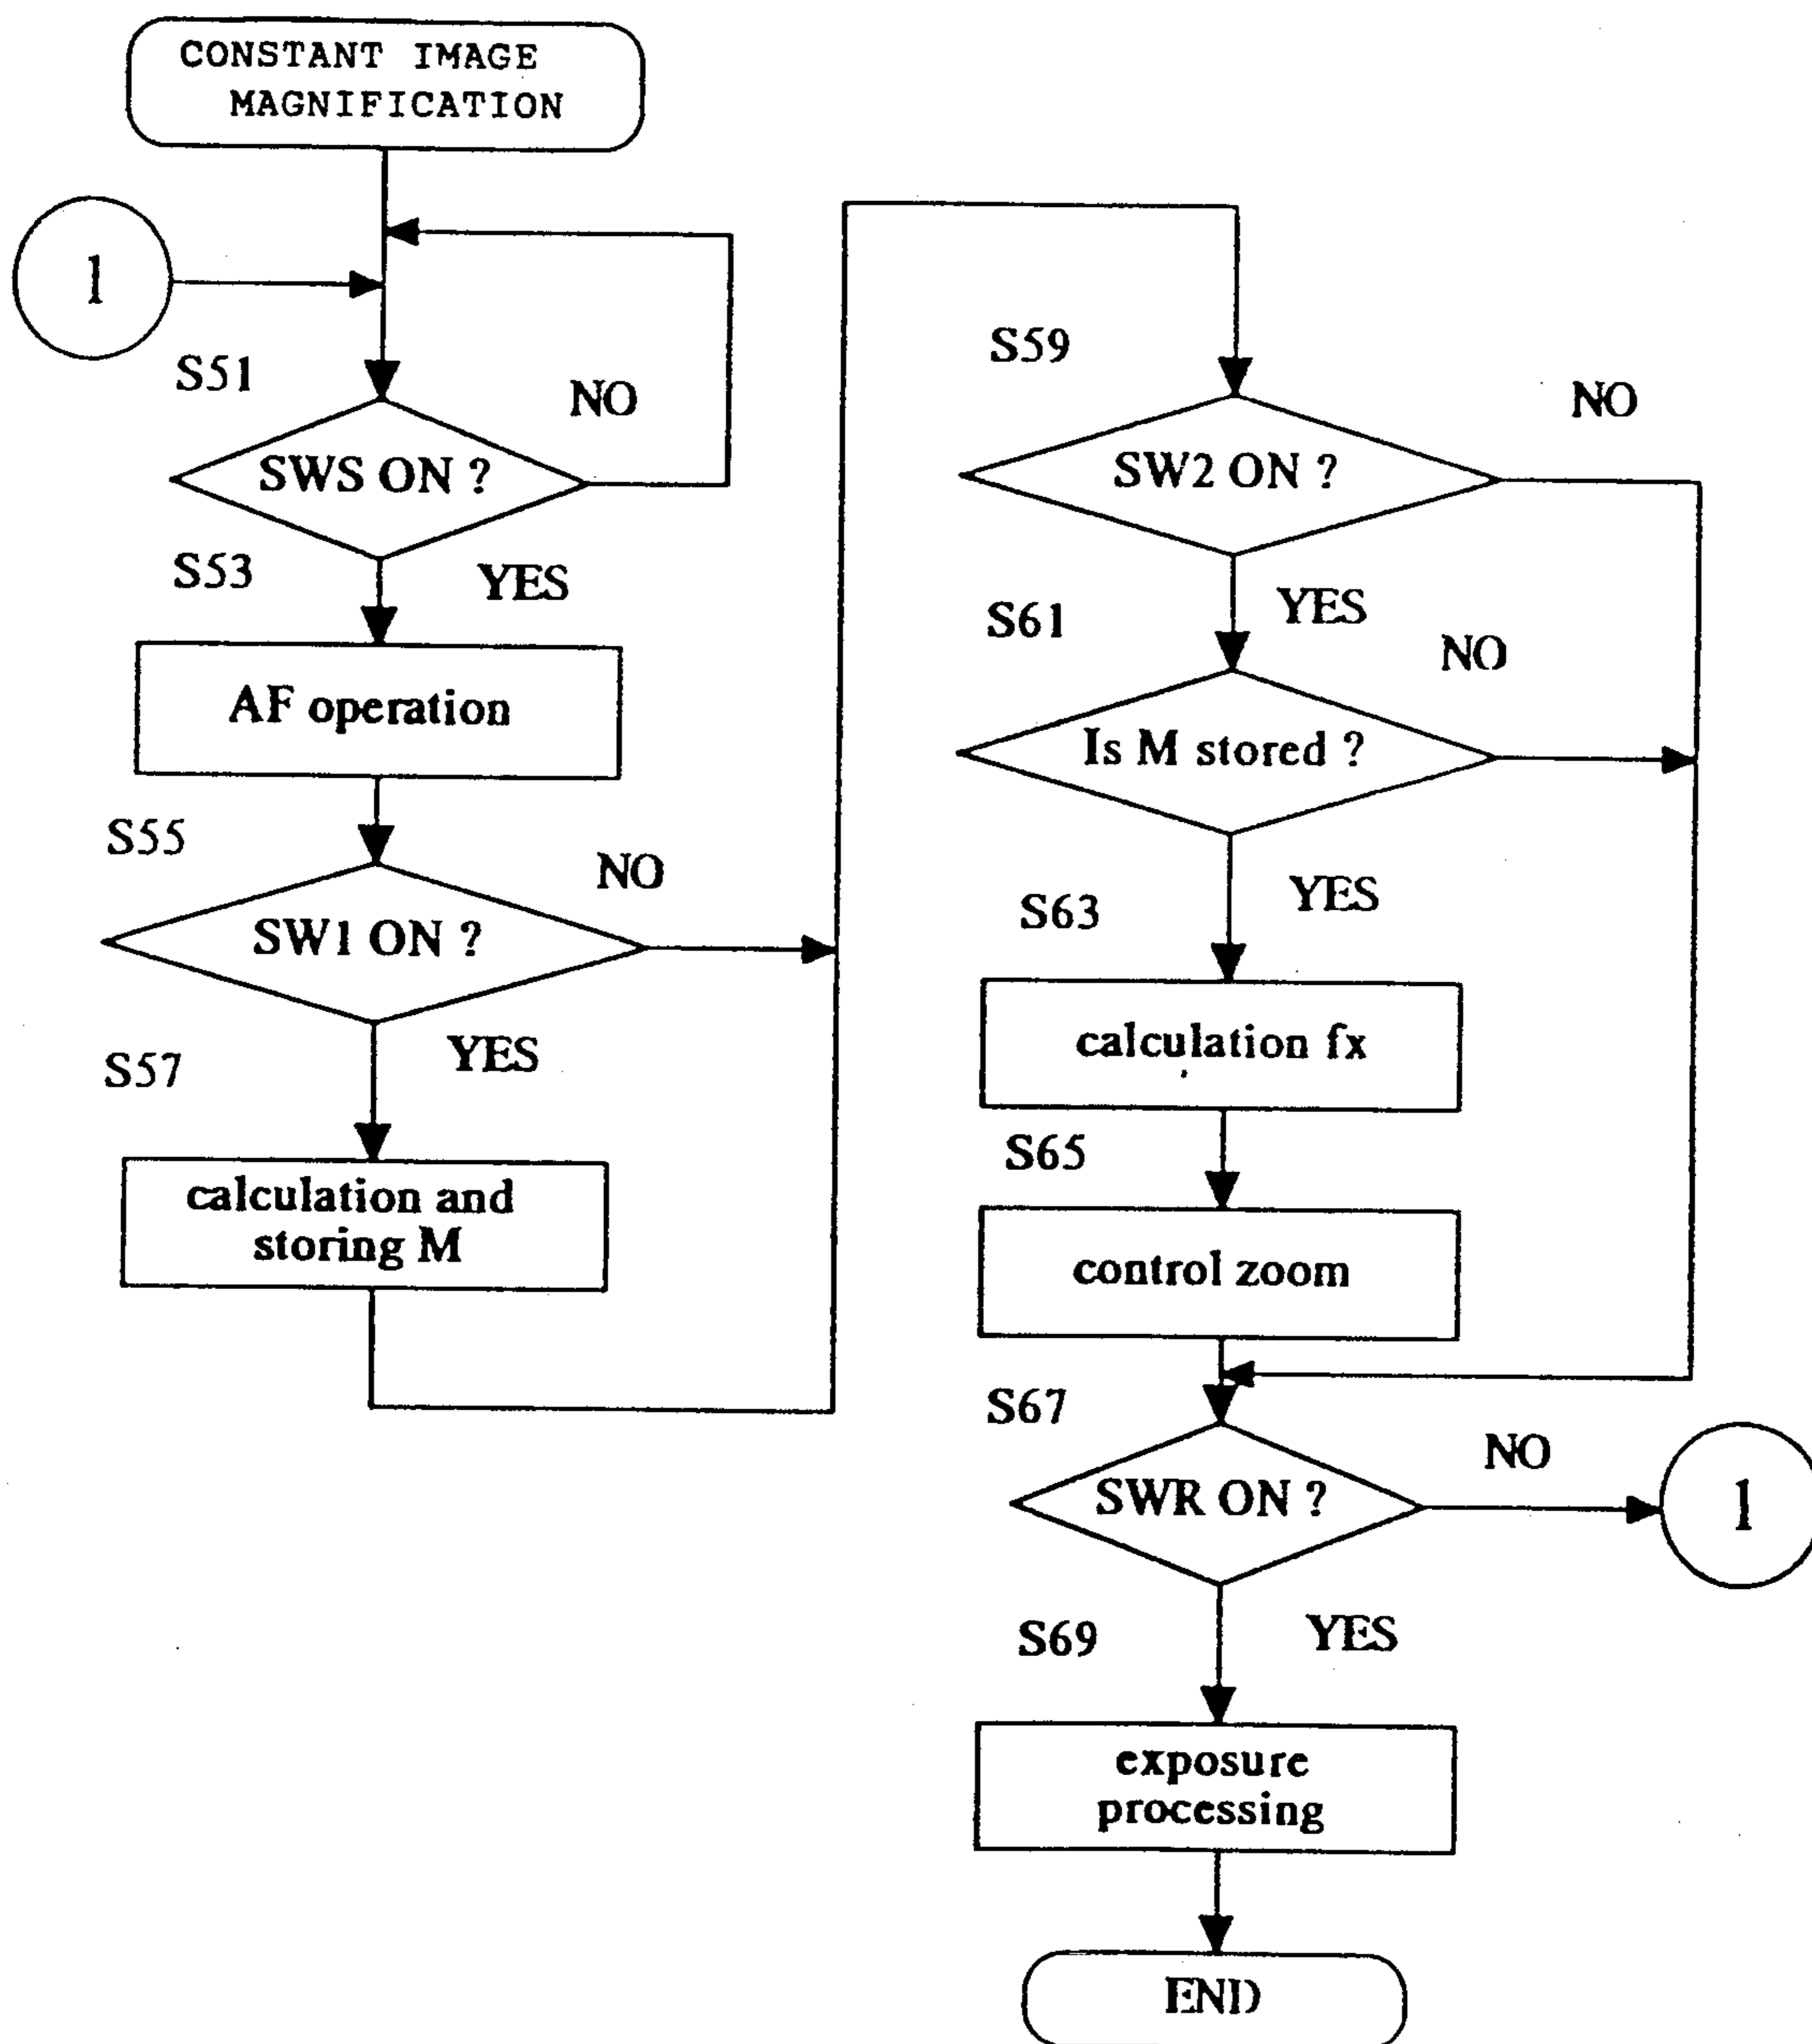 CONSTANT IMAGE
MAGNIFICATION
1
S51
NO
SWS ON ?
S53
YES
AF operation
S55
NO
SW1 ON ?
S57
YES
calculation and
storing M
S59
NO
SW2 ON ?
S61
YES
NO
Is M stored ?
S63
YES
calculation fx
S65
control zoom
S67
NO
SWR ON ?
1
S69
YES
exposure
processing
END